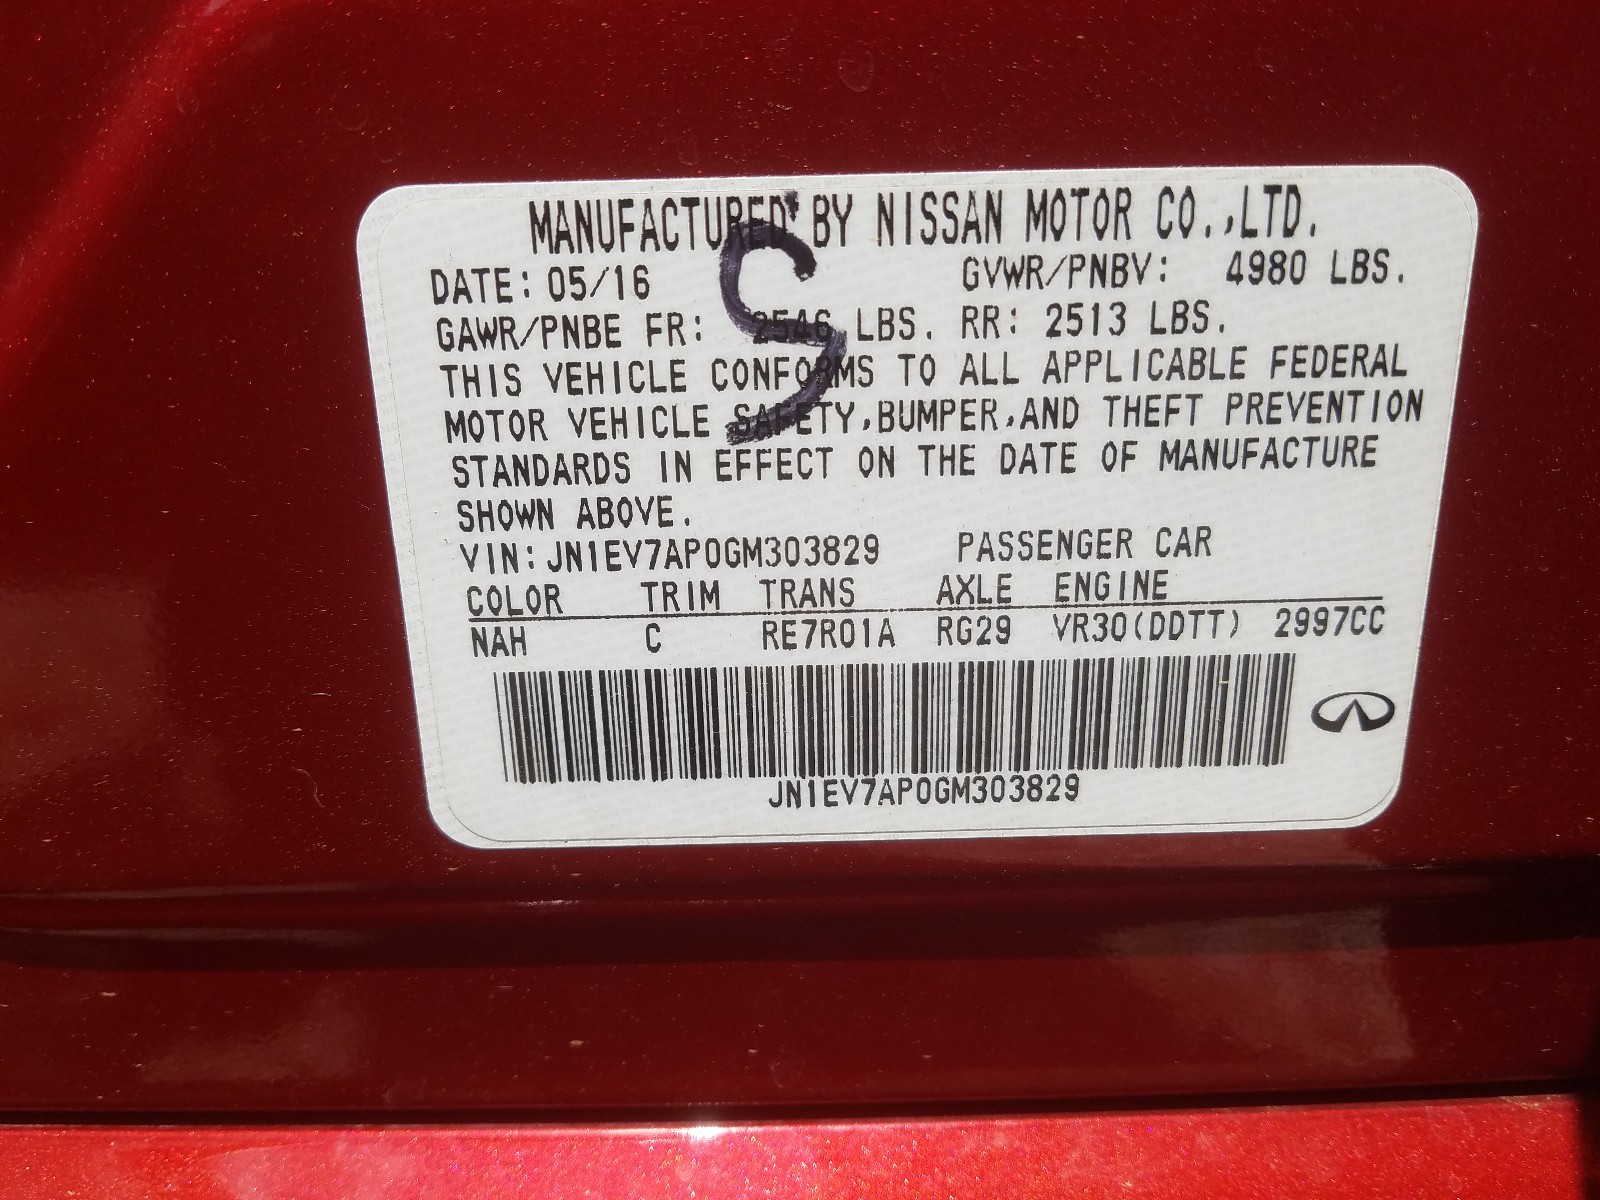 MANUFACTURED BY NISSAN MOTOR CO.,LTD.
DATE: 05/16 GVWR/PNBV: 4980 LBS.
GAWR/PNBE FR: 2546 LBS. RR: 2513 LBS.
THIS VEHICLE CONFORMS TO ALL APPLICABLE FEDERAL
MOTOR VEHICLE SAFETY,BUMPER,AND THEFT PREVENTION
STANDARDS IN EFFECT ON THE DATE OF MANUFACTURE
SHOWN ABOVE.
VIN:JN1EV7AP0GM303829 PASSENGER CAR
COLOR TRIM TRANS AXLE ENGINE
NAH C RE7R01A RG29 VR30(DDTT) 2997CC
JN1EV7AP0GM303829